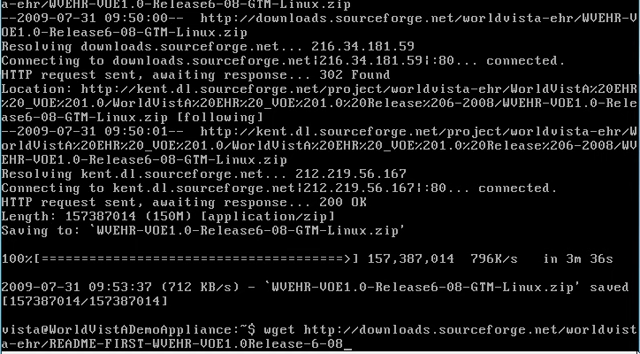 a-ehr/WVEHR-VOE1.0-Release6-08-GTM-Linux.zip
--2009-07-31 09:50:00--  http://downloads.sourceforge.net/worldvista-ehr/WVEHR-V
OE1.0-Release6-08-GTM-Linux.zip
Resolving downloads.sourceforge.net... 216.34.181.59
Connecting to downloads.sourceforge.net|216.34.181.59|:80... connected.
HTTP request sent, awaiting response... 302 Found
Location: http://kent.dl.sourceforge.net/project/worldvista-ehr/WorldVistA%20EHR
%20_VOE%201.0/WorldVistA%20EHR%20_VOE%201.0%20Release%206-2008/WVEHR-VOE1.0-Rele
ase6-08-GTM-Linux.zip [following]
--2009-07-31 09:50:01--  http://kent.dl.sourceforge.net/project/worldvista-ehr/W
orldVistA%20EHR%20_VOE%201.0/WorldVistA%20EHR%20_VOE%201.0%20Release%206-2008/WV
EHR-VOE1.0-Release6-08-GTM-Linux.zip
Resolving kent.dl.sourceforge.net... 212.219.56.167
Connecting to kent.dl.sourceforge.net|212.219.56.167|:80... connected.
HTTP request sent, awaiting response... 200 OK
Length: 157387014 (150M) [application/zip]
Saving to: `WVEHR-VOE1.0-Release6-08-GTM-Linux.zip'
100%[======================================>] 157,387,014  796K/s   in 3m 36s
2009-07-31 09:53:37 (712 KB/s) - `WVEHR-VOE1.0-Release6-08-GTM-Linux.zip' saved
[157387014/157387014]
vista@WorldVistADemoAppliance:~$ wget http://downloads.sourceforge.net/worldvist
a-ehr/README-FIRST-WVEHR-VOE1.0Release-6-08_